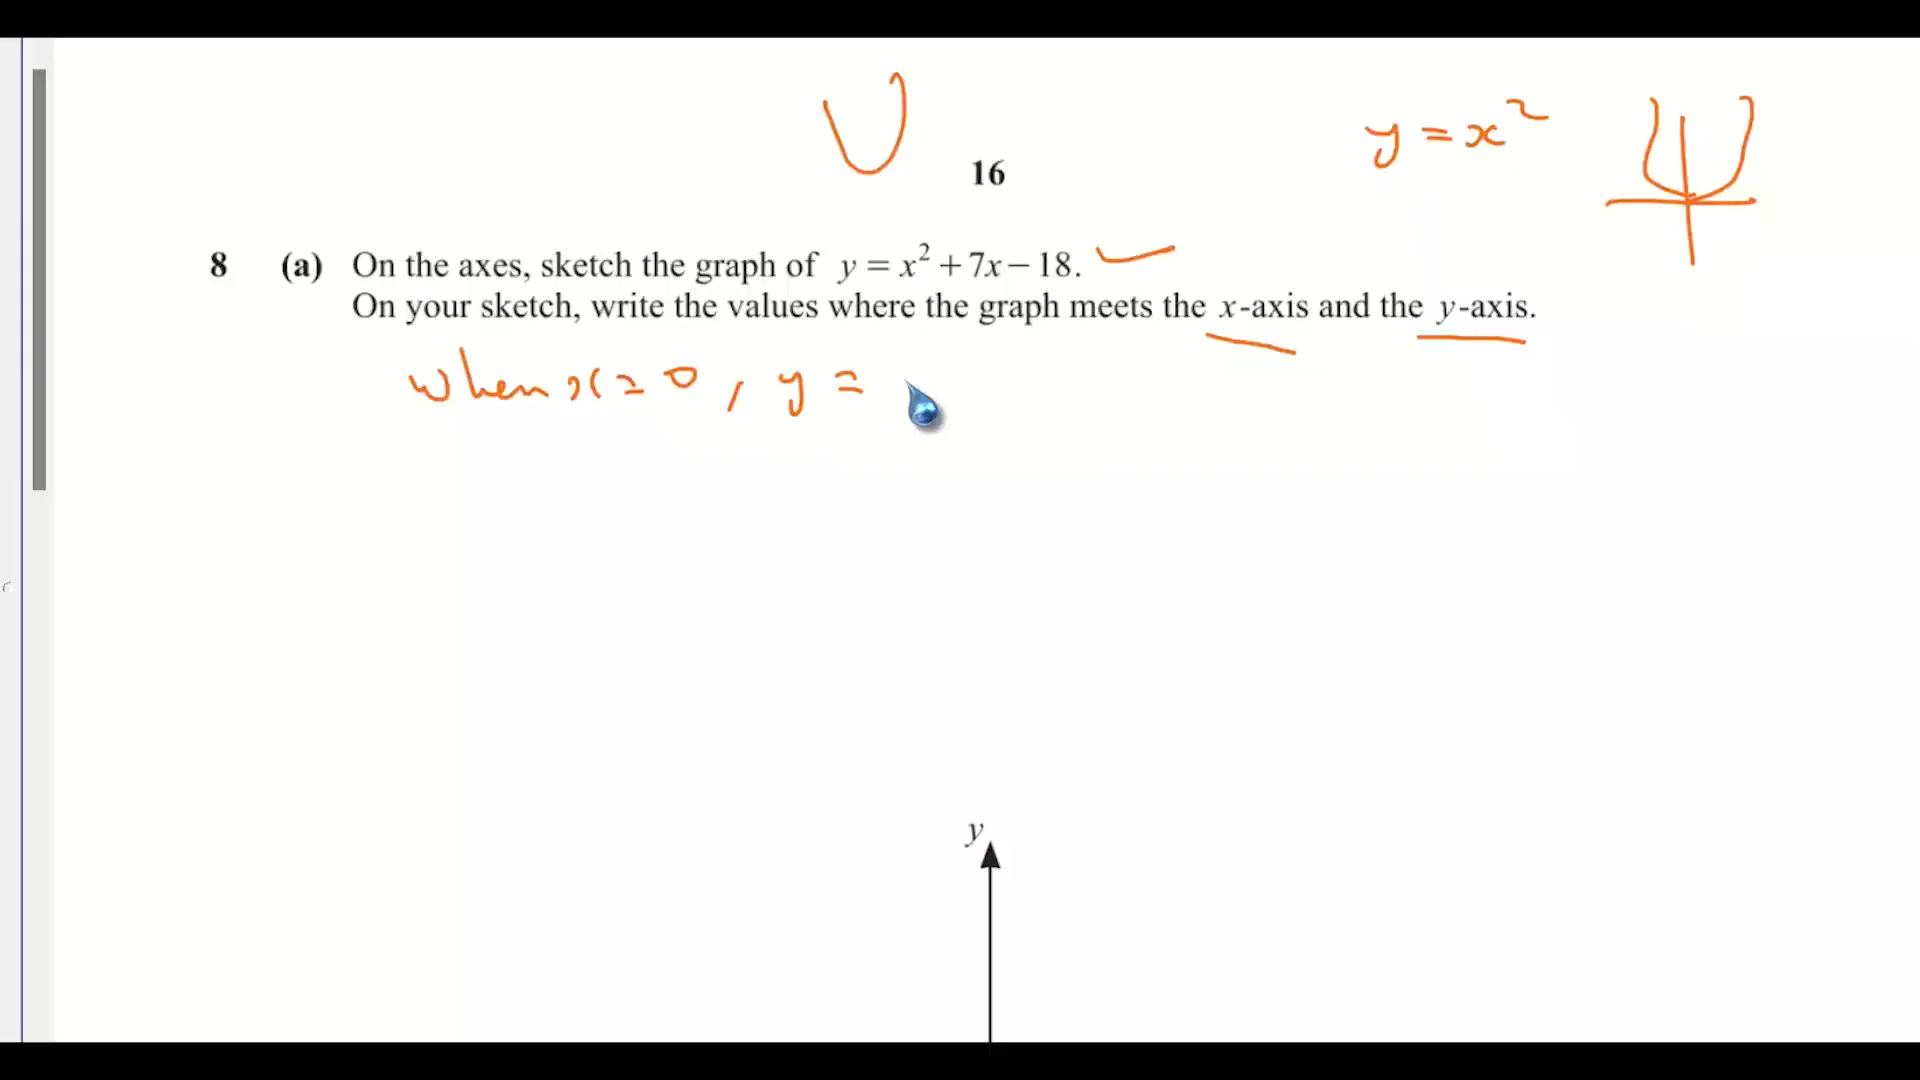 y = x²
16
8 (a) On the axes, sketch the graph of y = x² + 7x − 18.
On your sketch, write the values where the graph meets the x-axis and the y-axis.
when x = 0, y =
y